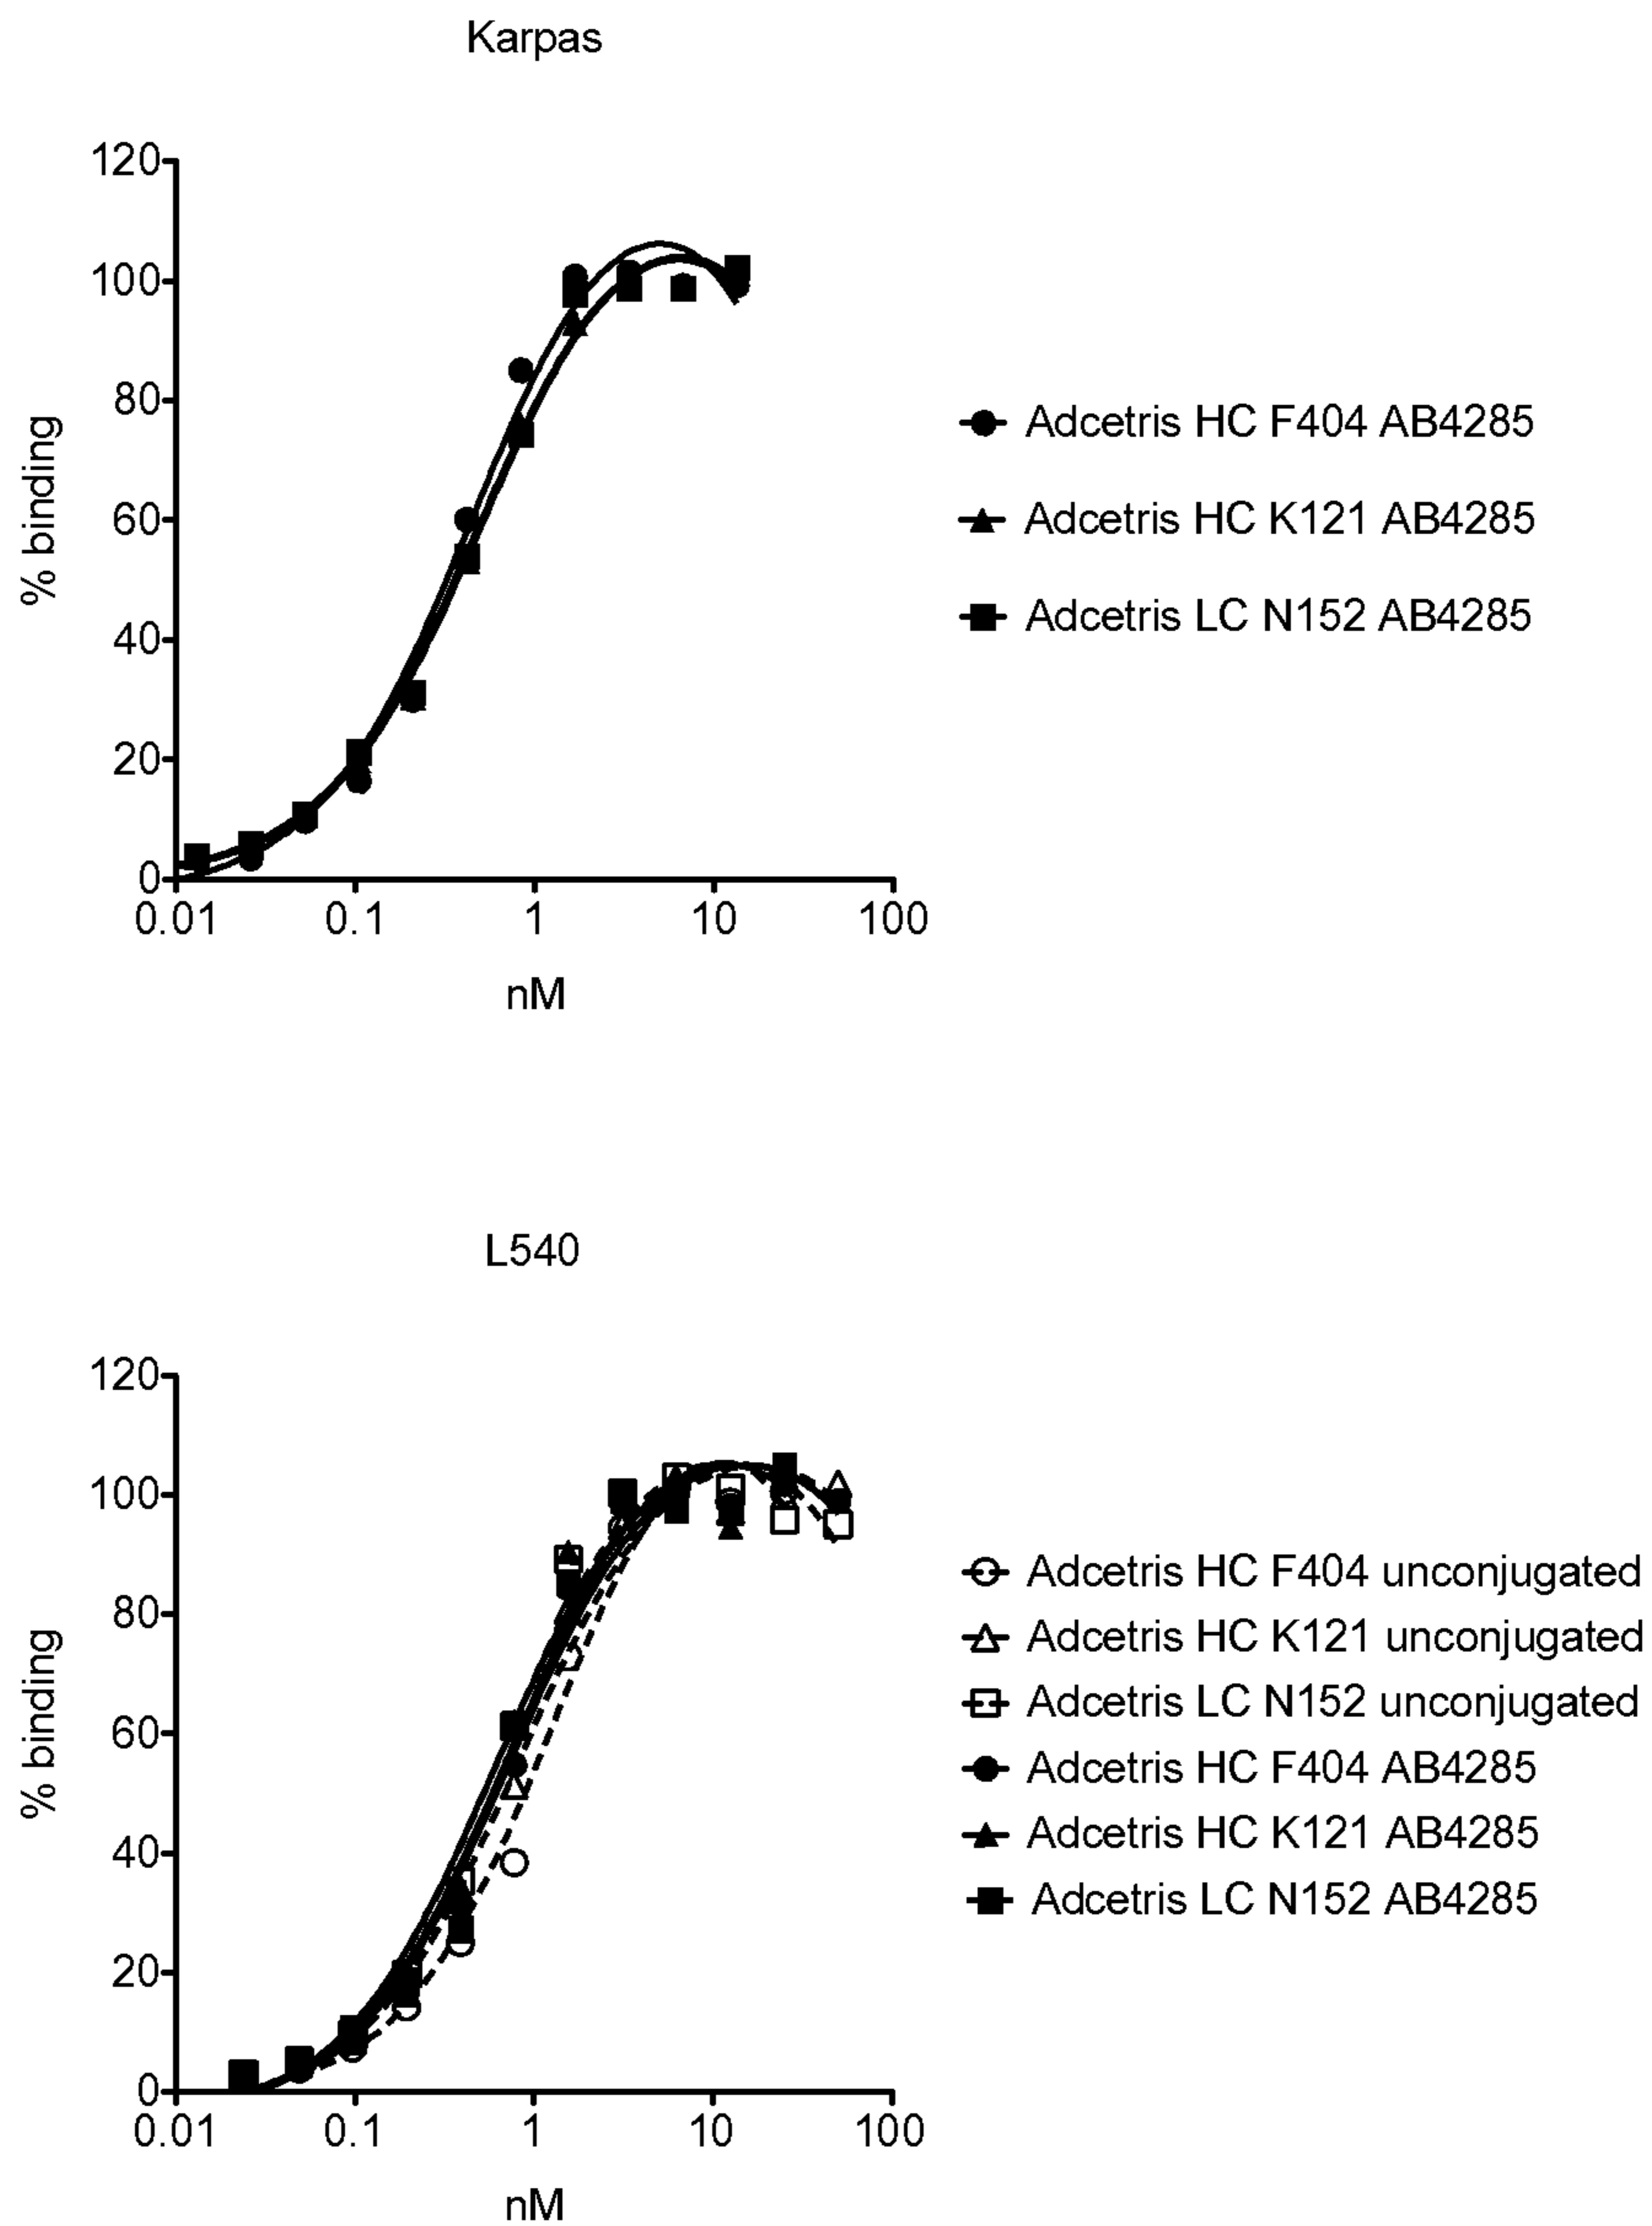 Karpas
120
100
80
60
40
20
0
% binding
0.01 0.1 1 10 100
nM
Adcetris HC F404 AB4285
Adcetris HC K121 AB4285
Adcetris LC N152 AB4285
L540
120
100
80
60
40
20
0
% binding
0.01 0.1 1 10 100
nM
Adcetris HC F404 unconjugated
Adcetris HC K121 unconjugated
Adcetris LC N152 unconjugated
Adcetris HC F404 AB4285
Adcetris HC K121 AB4285
Adcetris LC N152 AB4285